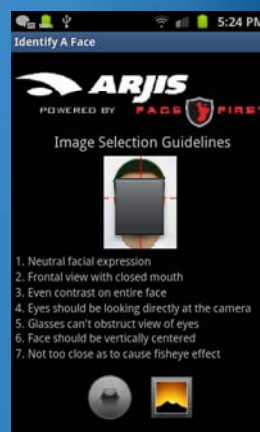 5:24 PM
Identify A Face
ARJIS
POWERED BY FACE FIRST
Image Selection Guidelines
1. Neutral facial expression
2. Frontal view with closed mouth
3. Even contrast on entire face
4. Eyes should be looking directly at the camera
5. Glasses can't obstruct view of eyes
6. Face should be vertically centered
7. Not too close as to cause fisheye effect